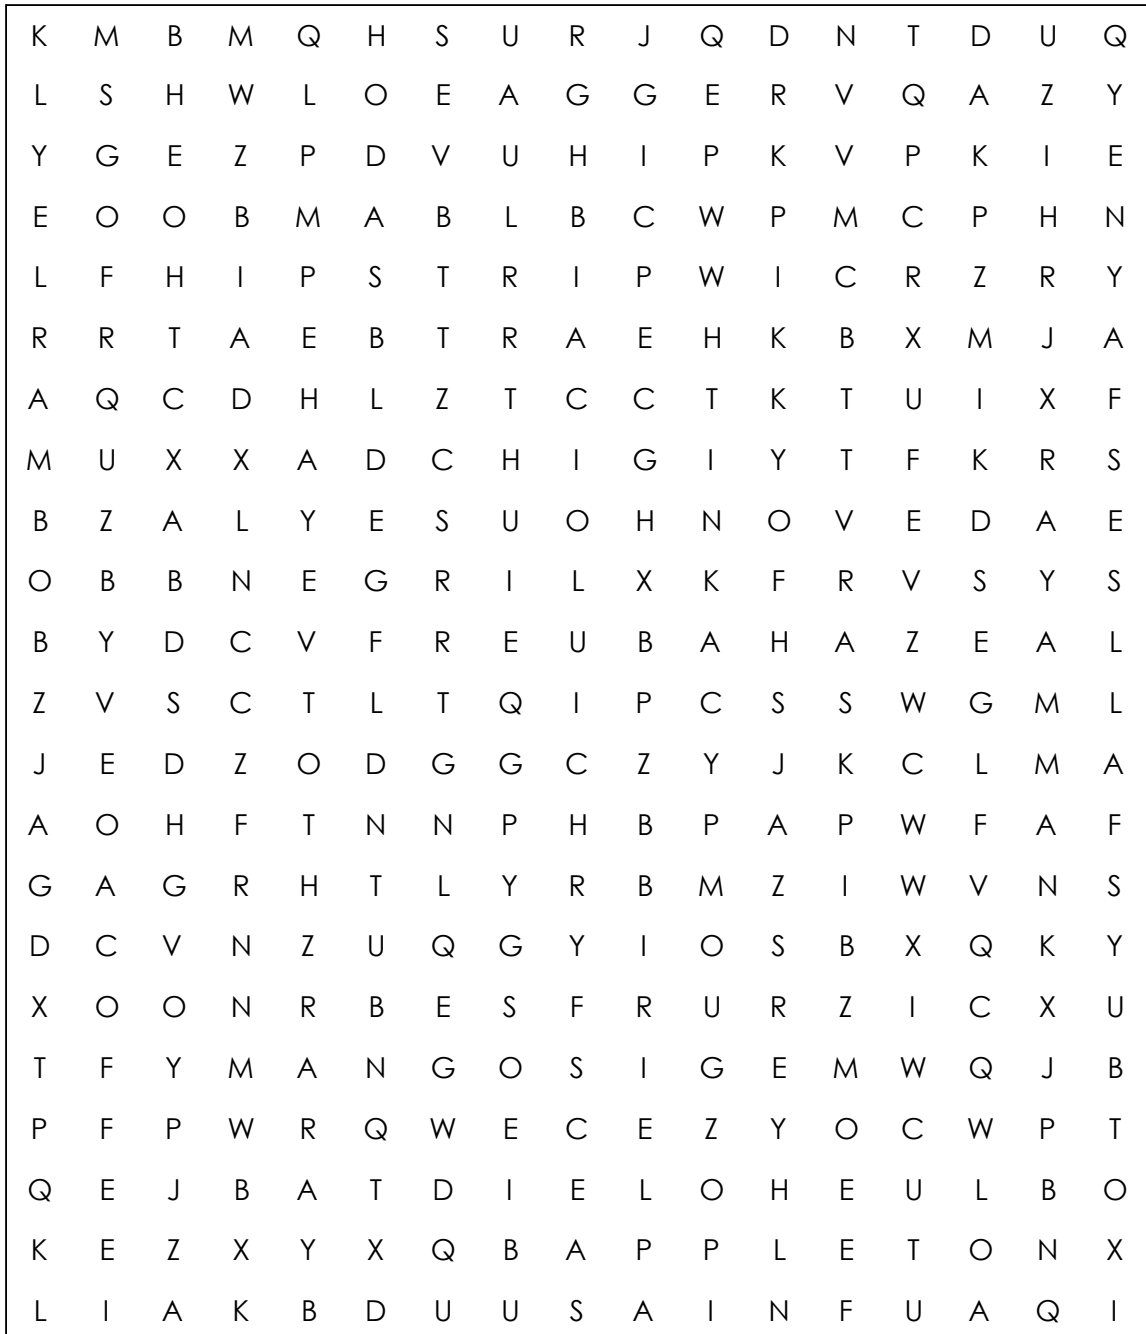 K M B M Q H S U R J Q D N T D U Q
L S H W L O E A G G E R V Q A Z Y
Y G E Z P D V U H I P K V P K I E
E O O B M A B L B C W P M C P H N
L F H I P S T R I P W I C R Z R Y
R R T A E B T R A E H K B X M J A
A Q C D H L Z T C C T K T U I X F
M U X X A D C H I G I Y T F K R S
B Z A L Y E S U O H N O V E D A E
O B B N E G R I L X K F R V S Y S
B Y D C V F R E U B A H A Z E A L
Z V S C T L T Q I P C S S W G M L
J E D Z O D G G C Z Y J K C L M A
A O H F T N N P H B P A P W F A F
G A G R H T L Y R B M Z I W V N S
D C V N Z U Q G Y I O S B X Q K Y
X O O N R B E S F R U R Z I C X U
T F Y M A N G O S I G E M W Q J B
P F P W R Q W E C E Z Y O C W P T
Q E J B A T D I E L O H E U L B O
K E Z X Y X Q B A P P L E T O N X
L I A K B D U U S A I N F U A Q I